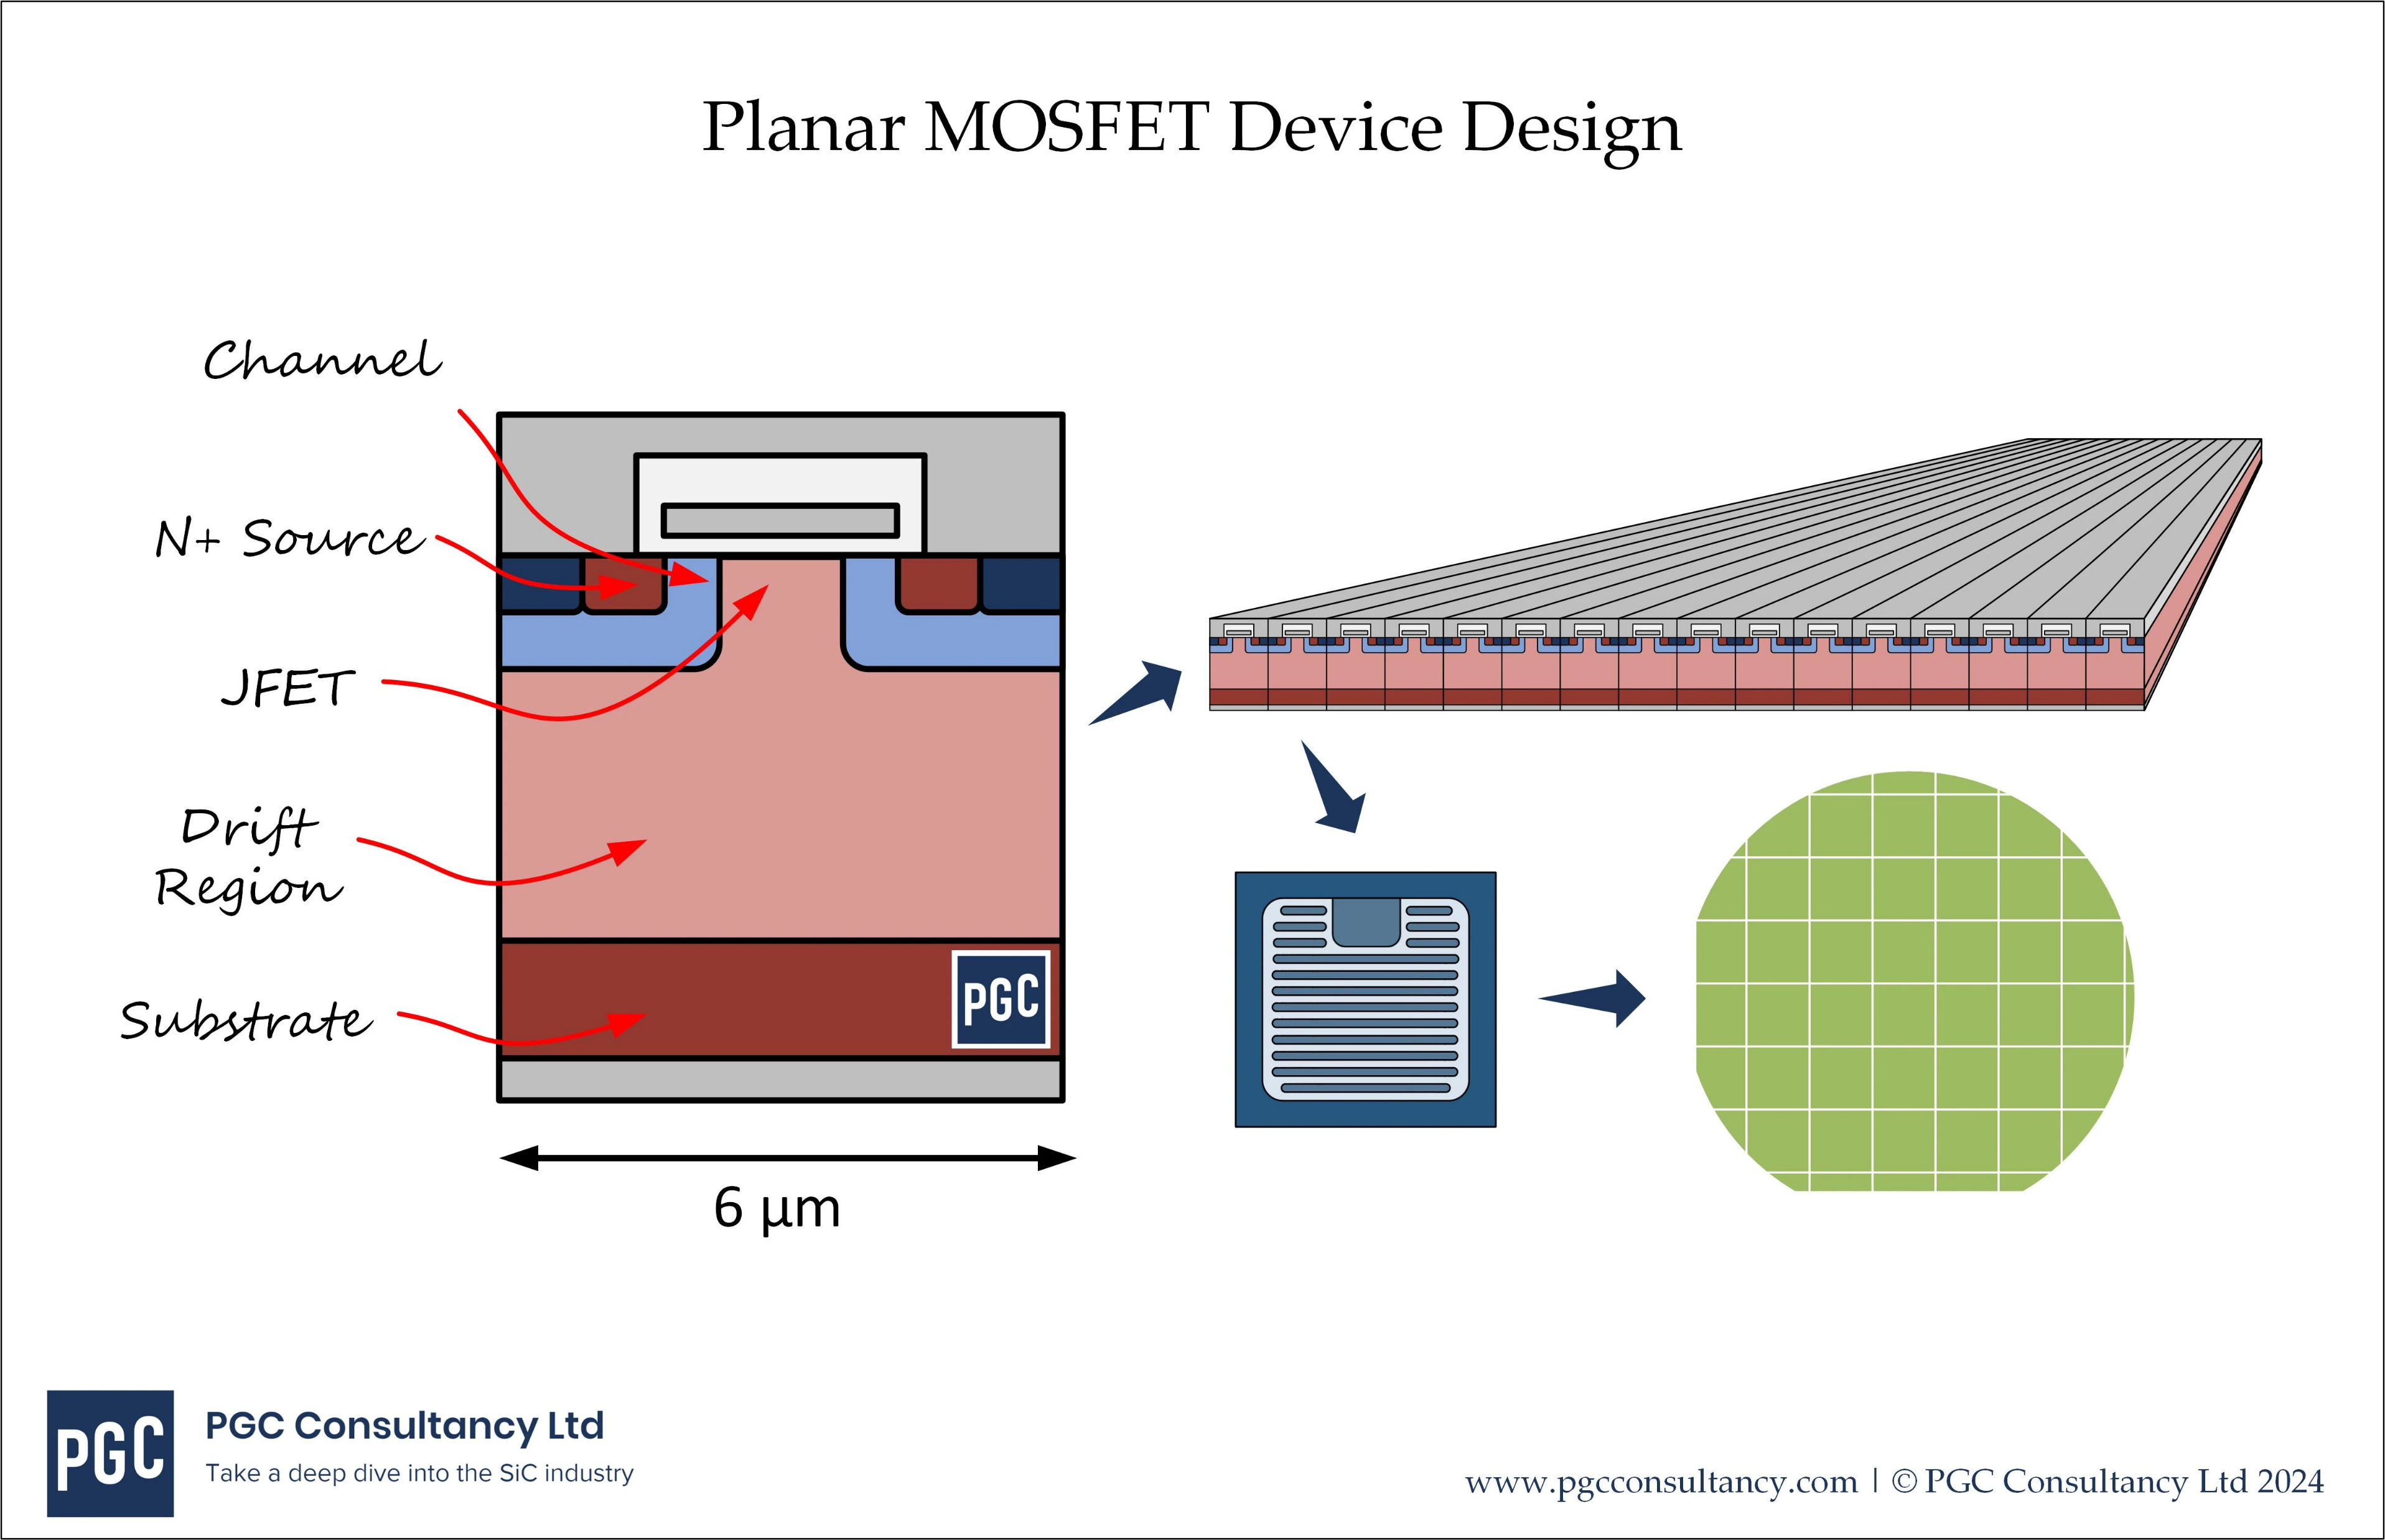 Planar MOSFET Device Design
Channel
N+ Source
JFET
Drift
Region
Substrate
PGC
6 µm
PGC
PGC Consultancy Ltd
Take a deep dive into the SiC industry
www.pgcconsultancy.com | © PGC Consultancy Ltd 2024